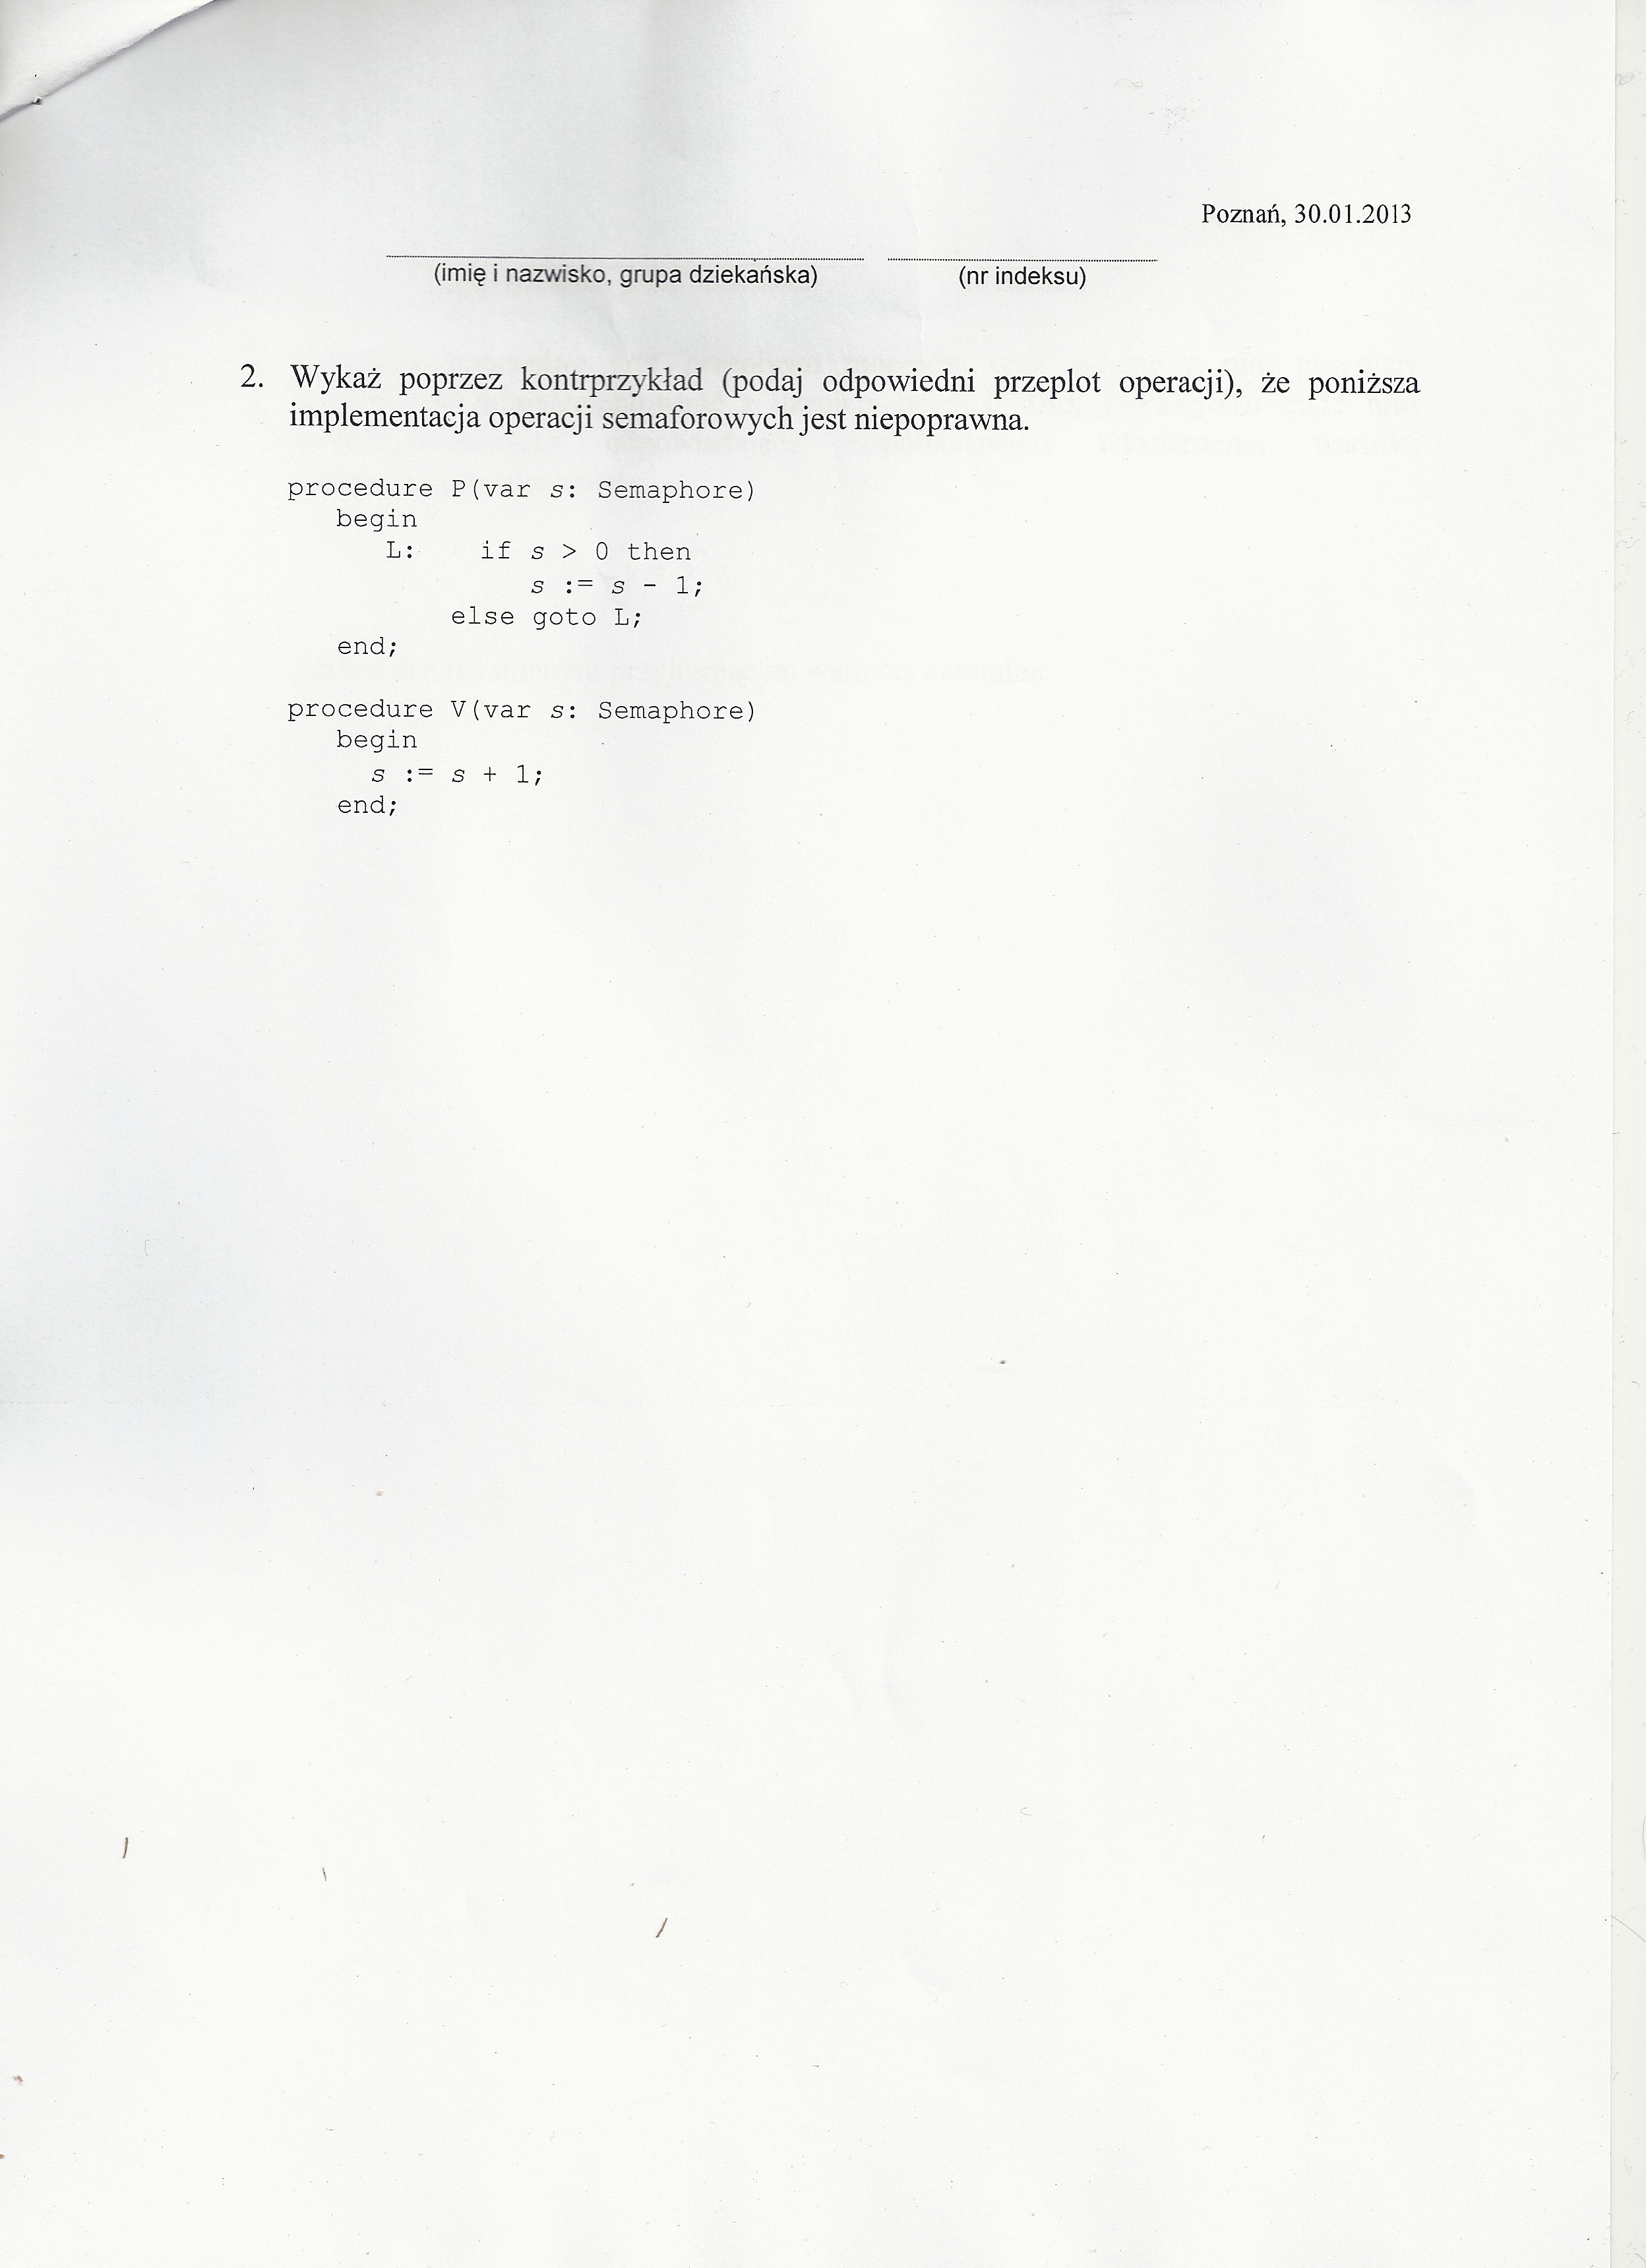 Poznań, 30.01.2013
(imię i nazwisko, grupa dziekańska) (nr indeksu)
2. Wykaż poprzez kontrprzykład (podaj odpowiedni przeplot operacji), że poniższa
implementacja operacji semaforowych jest niepoprawna.
procedure P(var s: Semaphore)
begin
L: if s > 0 then
s := s - 1;
else goto L;
end;
procedure V(var s: Semaphore)
begin
s := s + 1;
end;